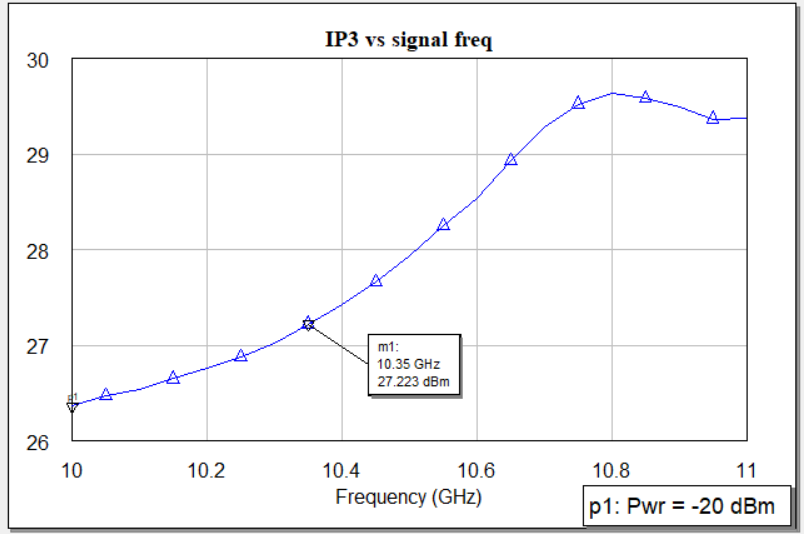 IP3 vs signal freq
30
29
28
27
26
p1
m1:
10.35 GHz
27.223 dBm
10 10.2 10.4 10.6 10.8 11
Frequency (GHz)
p1: Pwr = -20 dBm